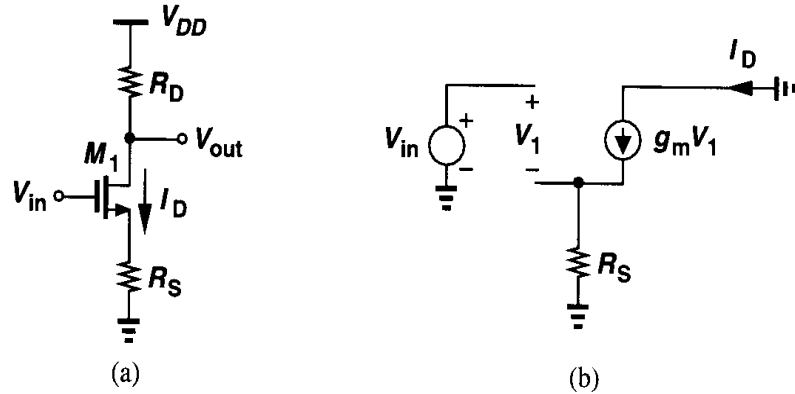 V_DD
R_D
V_out
M_1
V_in
I_D
R_S
(a)
I_D
+
+
V_in
V_1
g_mV_1
−
−
R_S
(b)